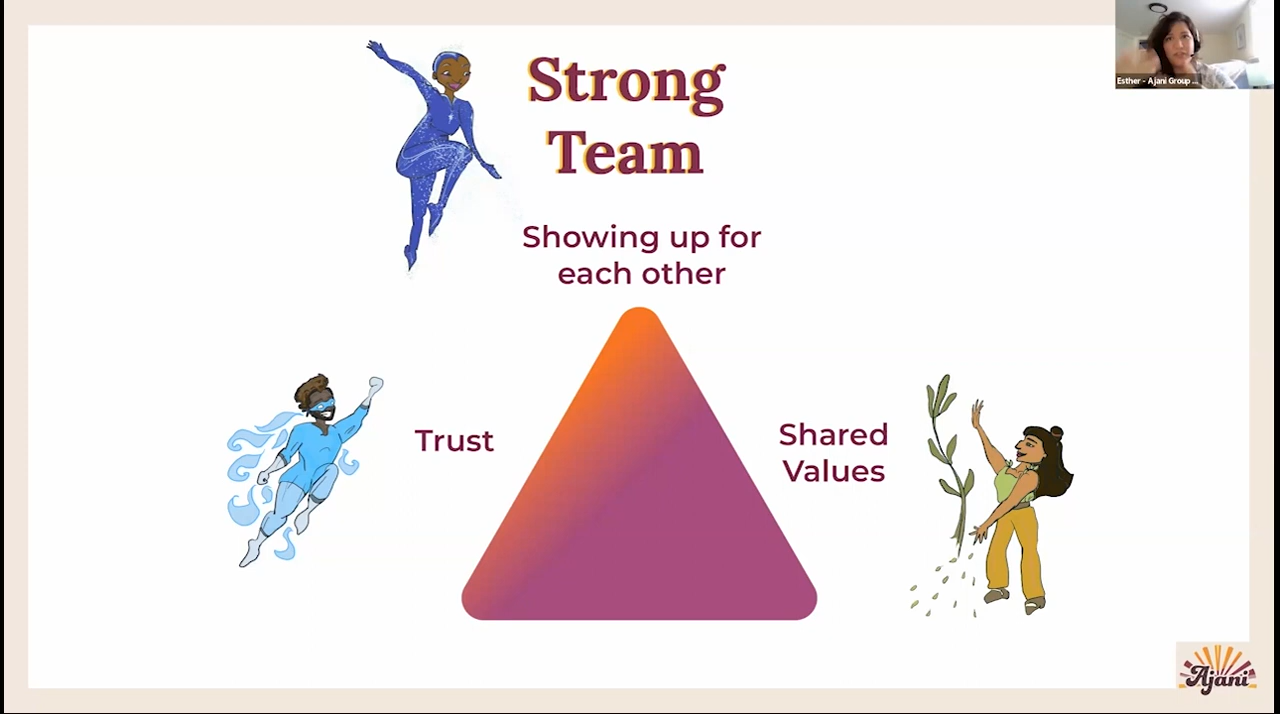 Esther - Ajani Group ...
Strong
Team
Showing up for
each other
Trust
Shared
Values
Ajani